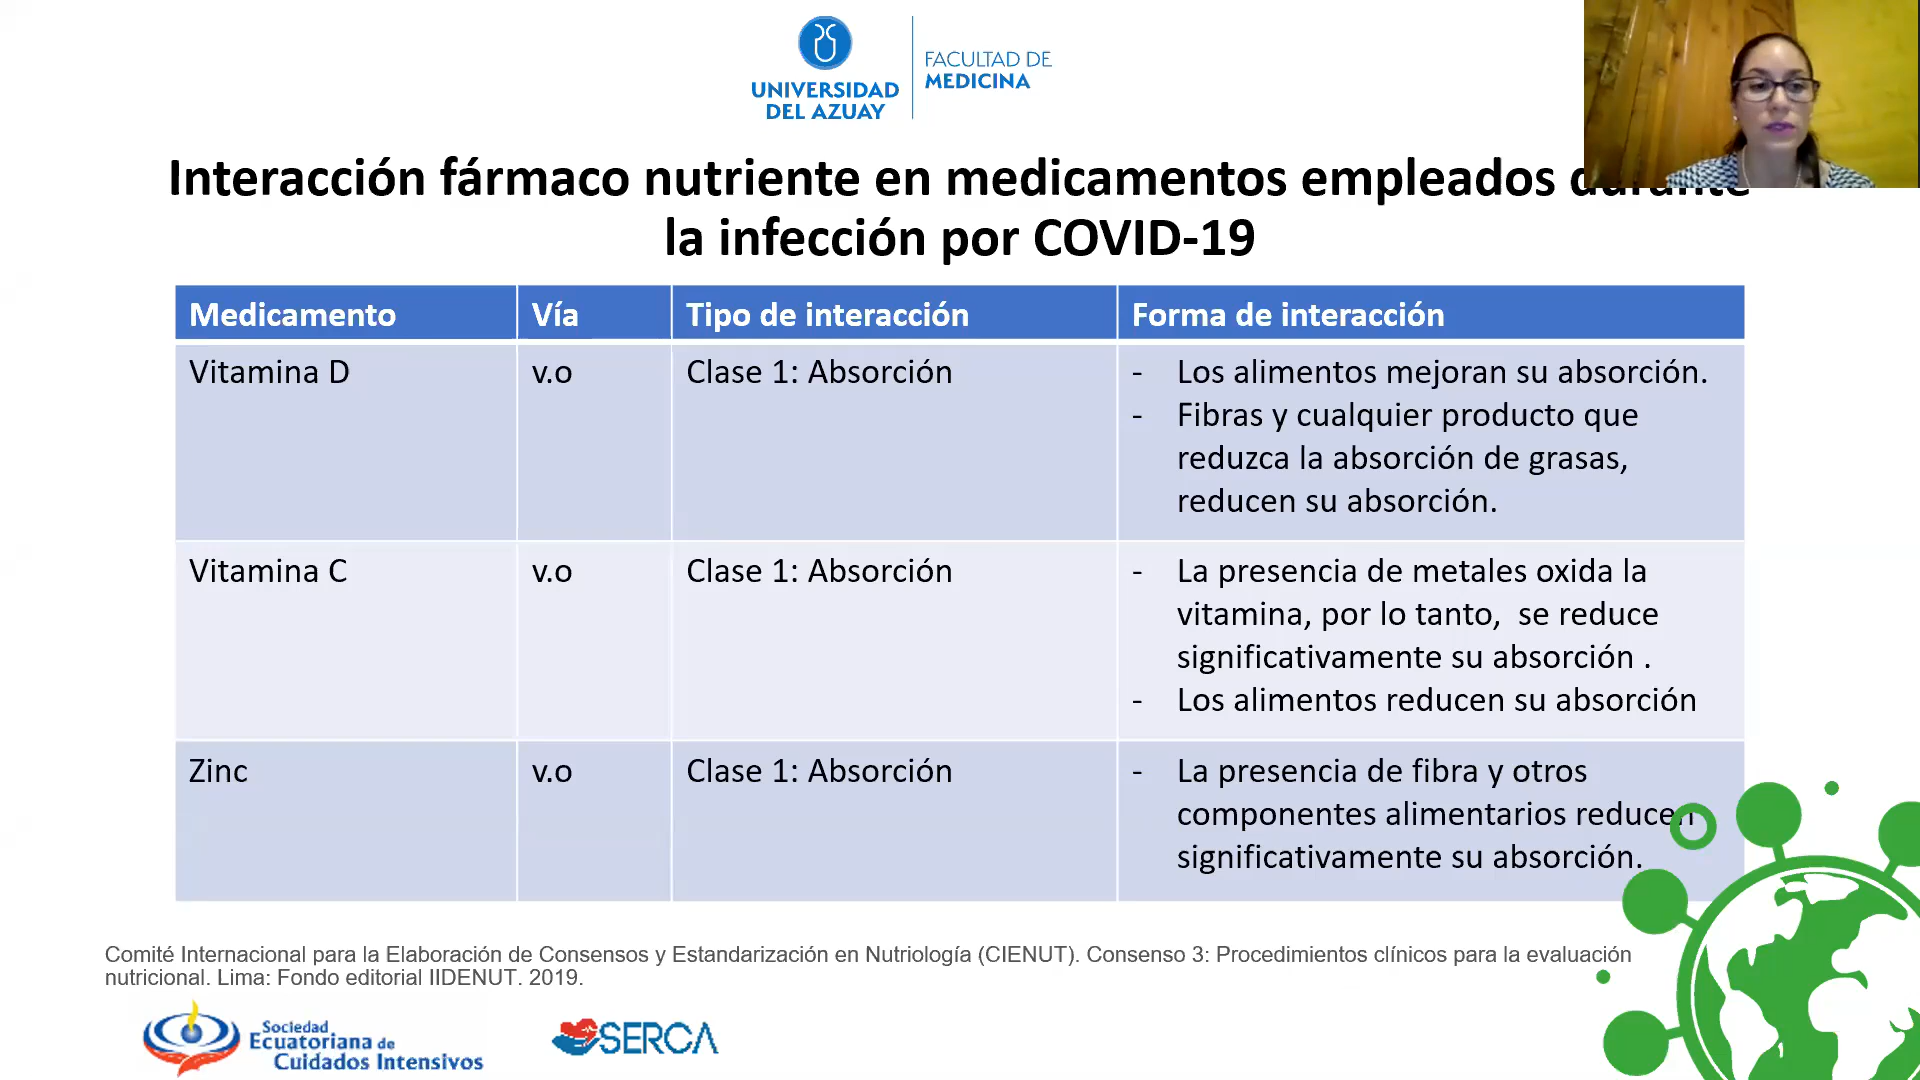 UNIVERSIDAD
DEL AZUAY
FACULTAD DE
MEDICINA
Interacción fármaco nutriente en medicamentos empleados durante
la infección por COVID-19
Medicamento
Vía
Tipo de interacción
Forma de interacción
Vitamina D
v.o
Clase 1: Absorción
- Los alimentos mejoran su absorción.
- Fibras y cualquier producto que
reduzca la absorción de grasas,
reducen su absorción.
Vitamina C
v.o
Clase 1: Absorción
- La presencia de metales oxida la
vitamina, por lo tanto,  se reduce
significativamente su absorción .
- Los alimentos reducen su absorción
Zinc
v.o
Clase 1: Absorción
- La presencia de fibra y otros
componentes alimentarios reducen
significativamente su absorción.
Comité Internacional para la Elaboración de Consensos y Estandarización en Nutriología (CIENUT). Consenso 3: Procedimientos clínicos para la evaluación
nutricional. Lima: Fondo editorial IIDENUT. 2019.
Sociedad
Ecuatoriana de
Cuidados Intensivos
SERCA